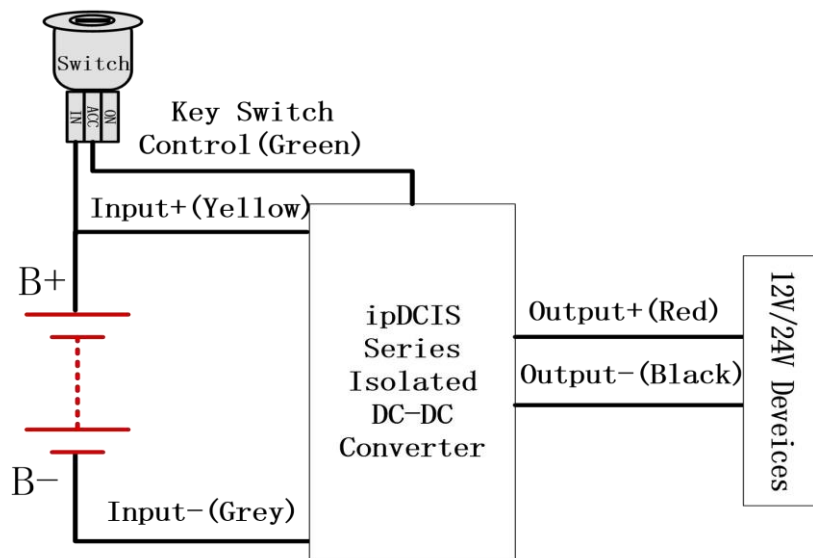 Switch
IN
ACC
ON
Key Switch
Control(Green)
Input+(Yellow)
B+
ipDCIS
Series
Isolated
DC-DC
Converter
Output+(Red)
Output-(Black)
12V/24V Deveices
B-
Input-(Grey)